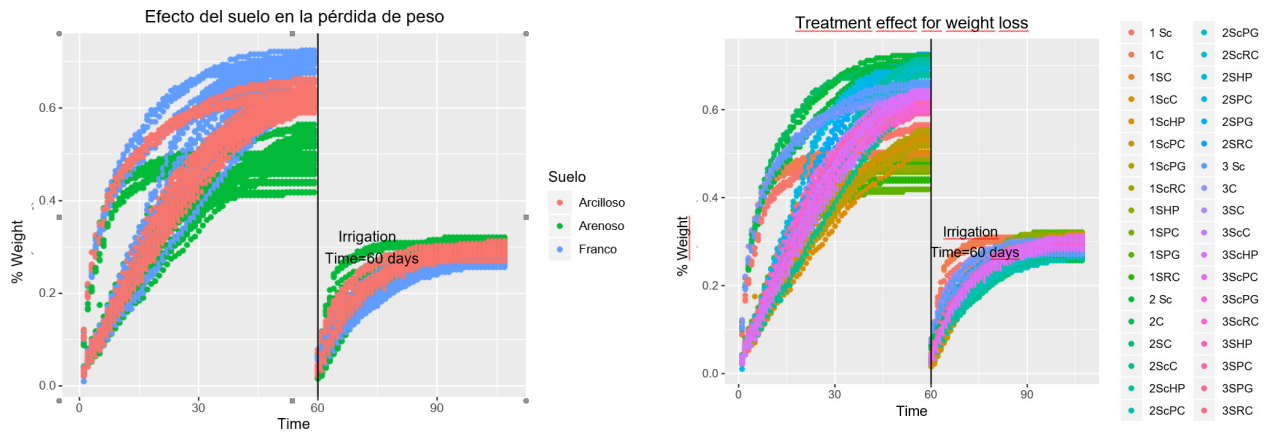 Efecto del suelo en la pérdida de peso
% Weight
0.6
0.4
0.2
0.0
0
30
60
90
Time
Irrigation
Time=60 days
Suelo
Arcilloso
Arenoso
Franco
Treatment effect for weight loss
% Weight
0.6
0.4
0.2
0.0
0
30
60
90
Time
Irrigation
Time=60 days
1 Sc
1C
1SC
1ScC
1ScHP
1ScPC
1ScPG
1ScRC
1SHP
1SPC
1SPG
1SRC
2 Sc
2C
2SC
2ScC
2ScHP
2ScPC
2ScPG
2ScRC
2SHP
2SPC
2SPG
2SRC
3 Sc
3C
3SC
3ScC
3ScHP
3ScPC
3ScPG
3ScRC
3SHP
3SPC
3SPG
3SRC